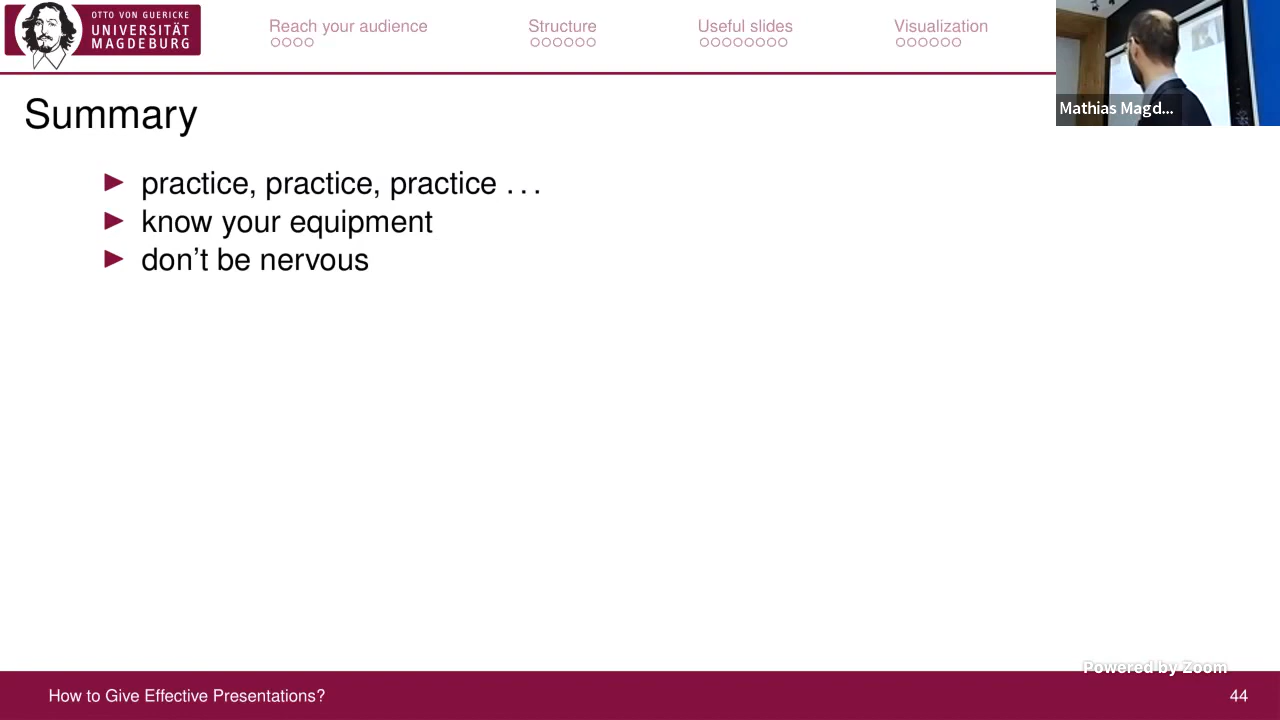 OTTO VON GUERICKE
UNIVERSITÄT
MAGDEBURG
Reach your audience
Structure
Useful slides
Visualization
Mathias Magd...
Summary
practice, practice, practice . . .
know your equipment
don't be nervous
Powered by Zoom
How to Give Effective Presentations?
44